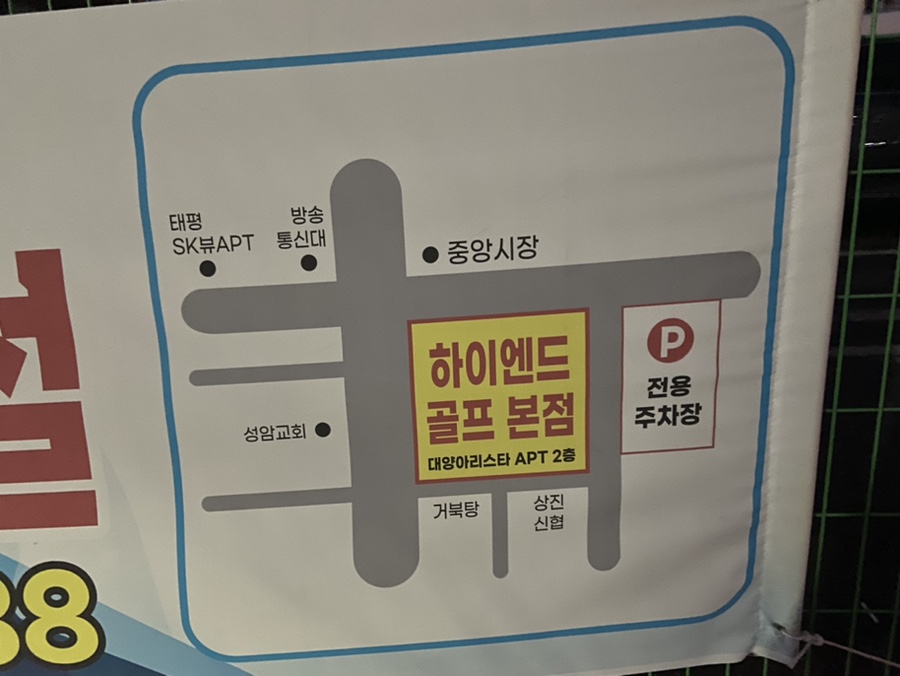 태평
SK뷰APT
방송
통신대
중앙시장
하이엔드
골프 본점
대양아리스타 APT 2층
P
전용
주차장
성암교회
거북탕
상진
신협
점
88